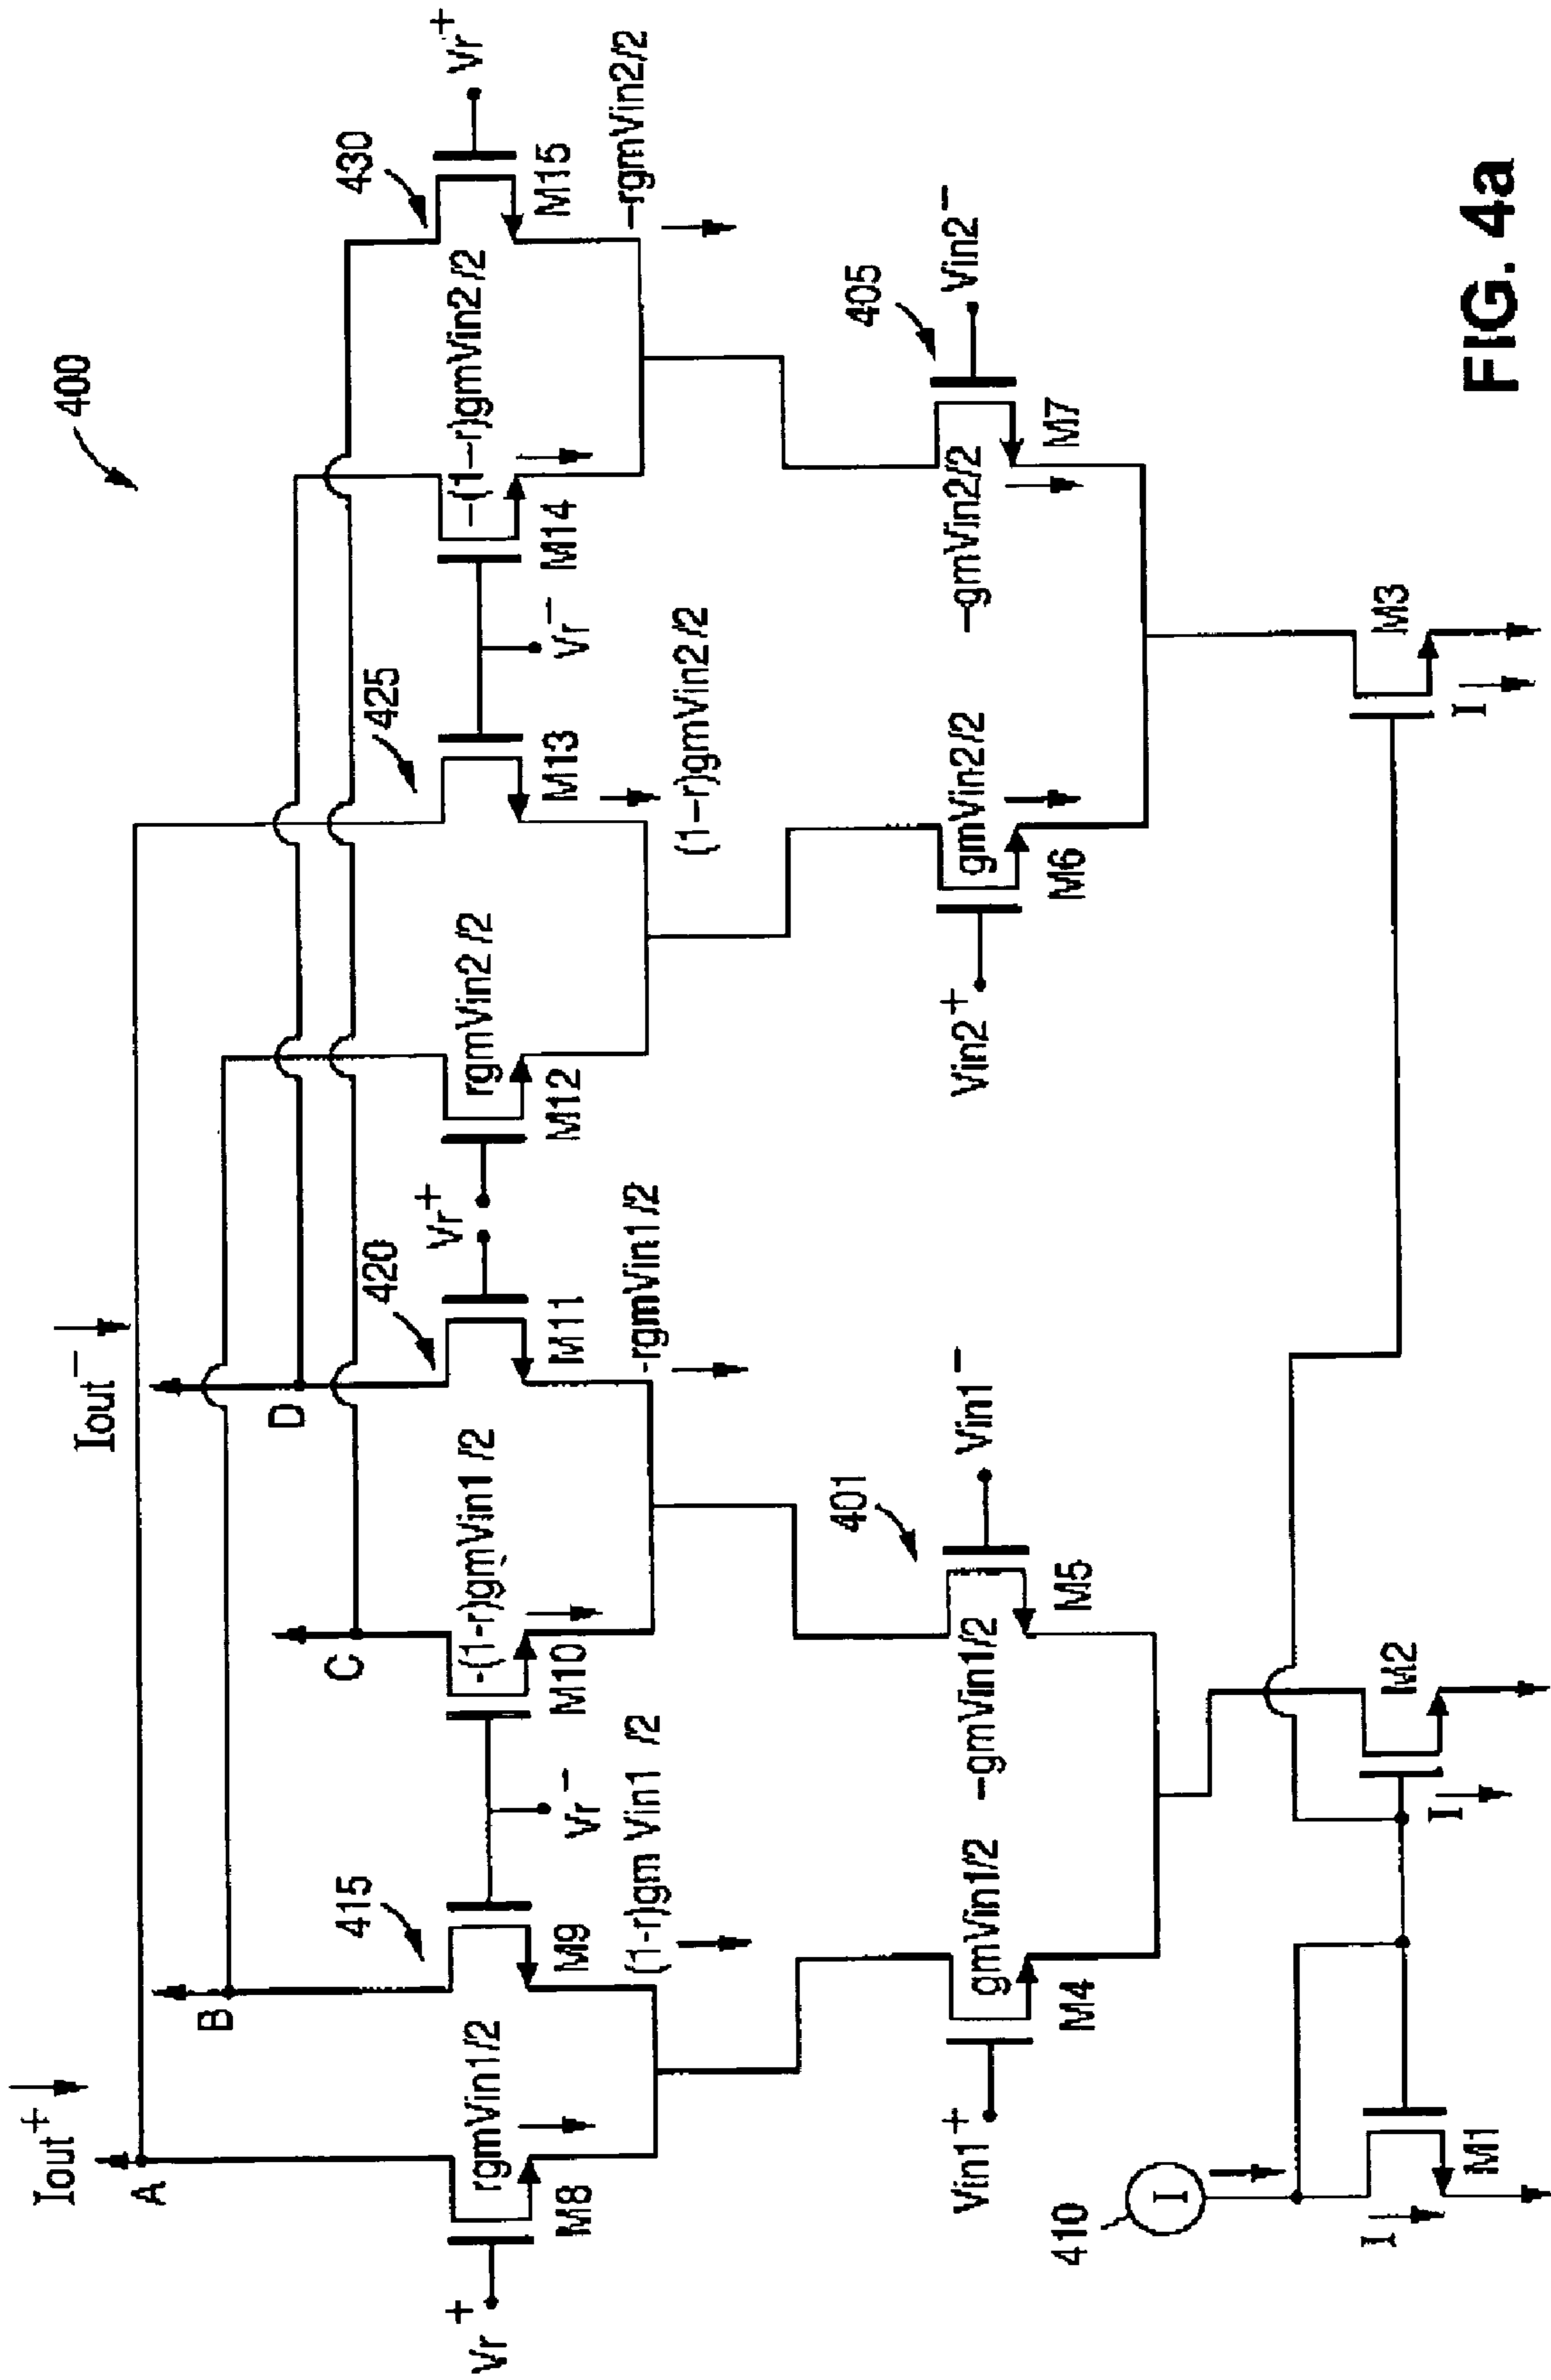 400
Iout+
Iout-
A
B
C
D
415
420
425
430
Vr+
rgmVin1/2
M8
M9
Vr-
(1-r)gm Vin1 /2
-(1-r)gmVin1 /2
M10
M11
-rgmVin1/2
Vr+
M12
rgmVin2 /2
M13
(1-r)gmVin2/2
Vr-
M14
-(1-r)gmVin2 /2
M15
-rgmVin2/2
Vr+
401
405
Vin1+
gmVin1/2
M4
-gmVin1/2
M5
Vin1-
Vin2+
gmVin2/2
M6
-gmVin2/2
M7
Vin2-
410
I
I
M1
I
M2
I
M3
FIG. 4a